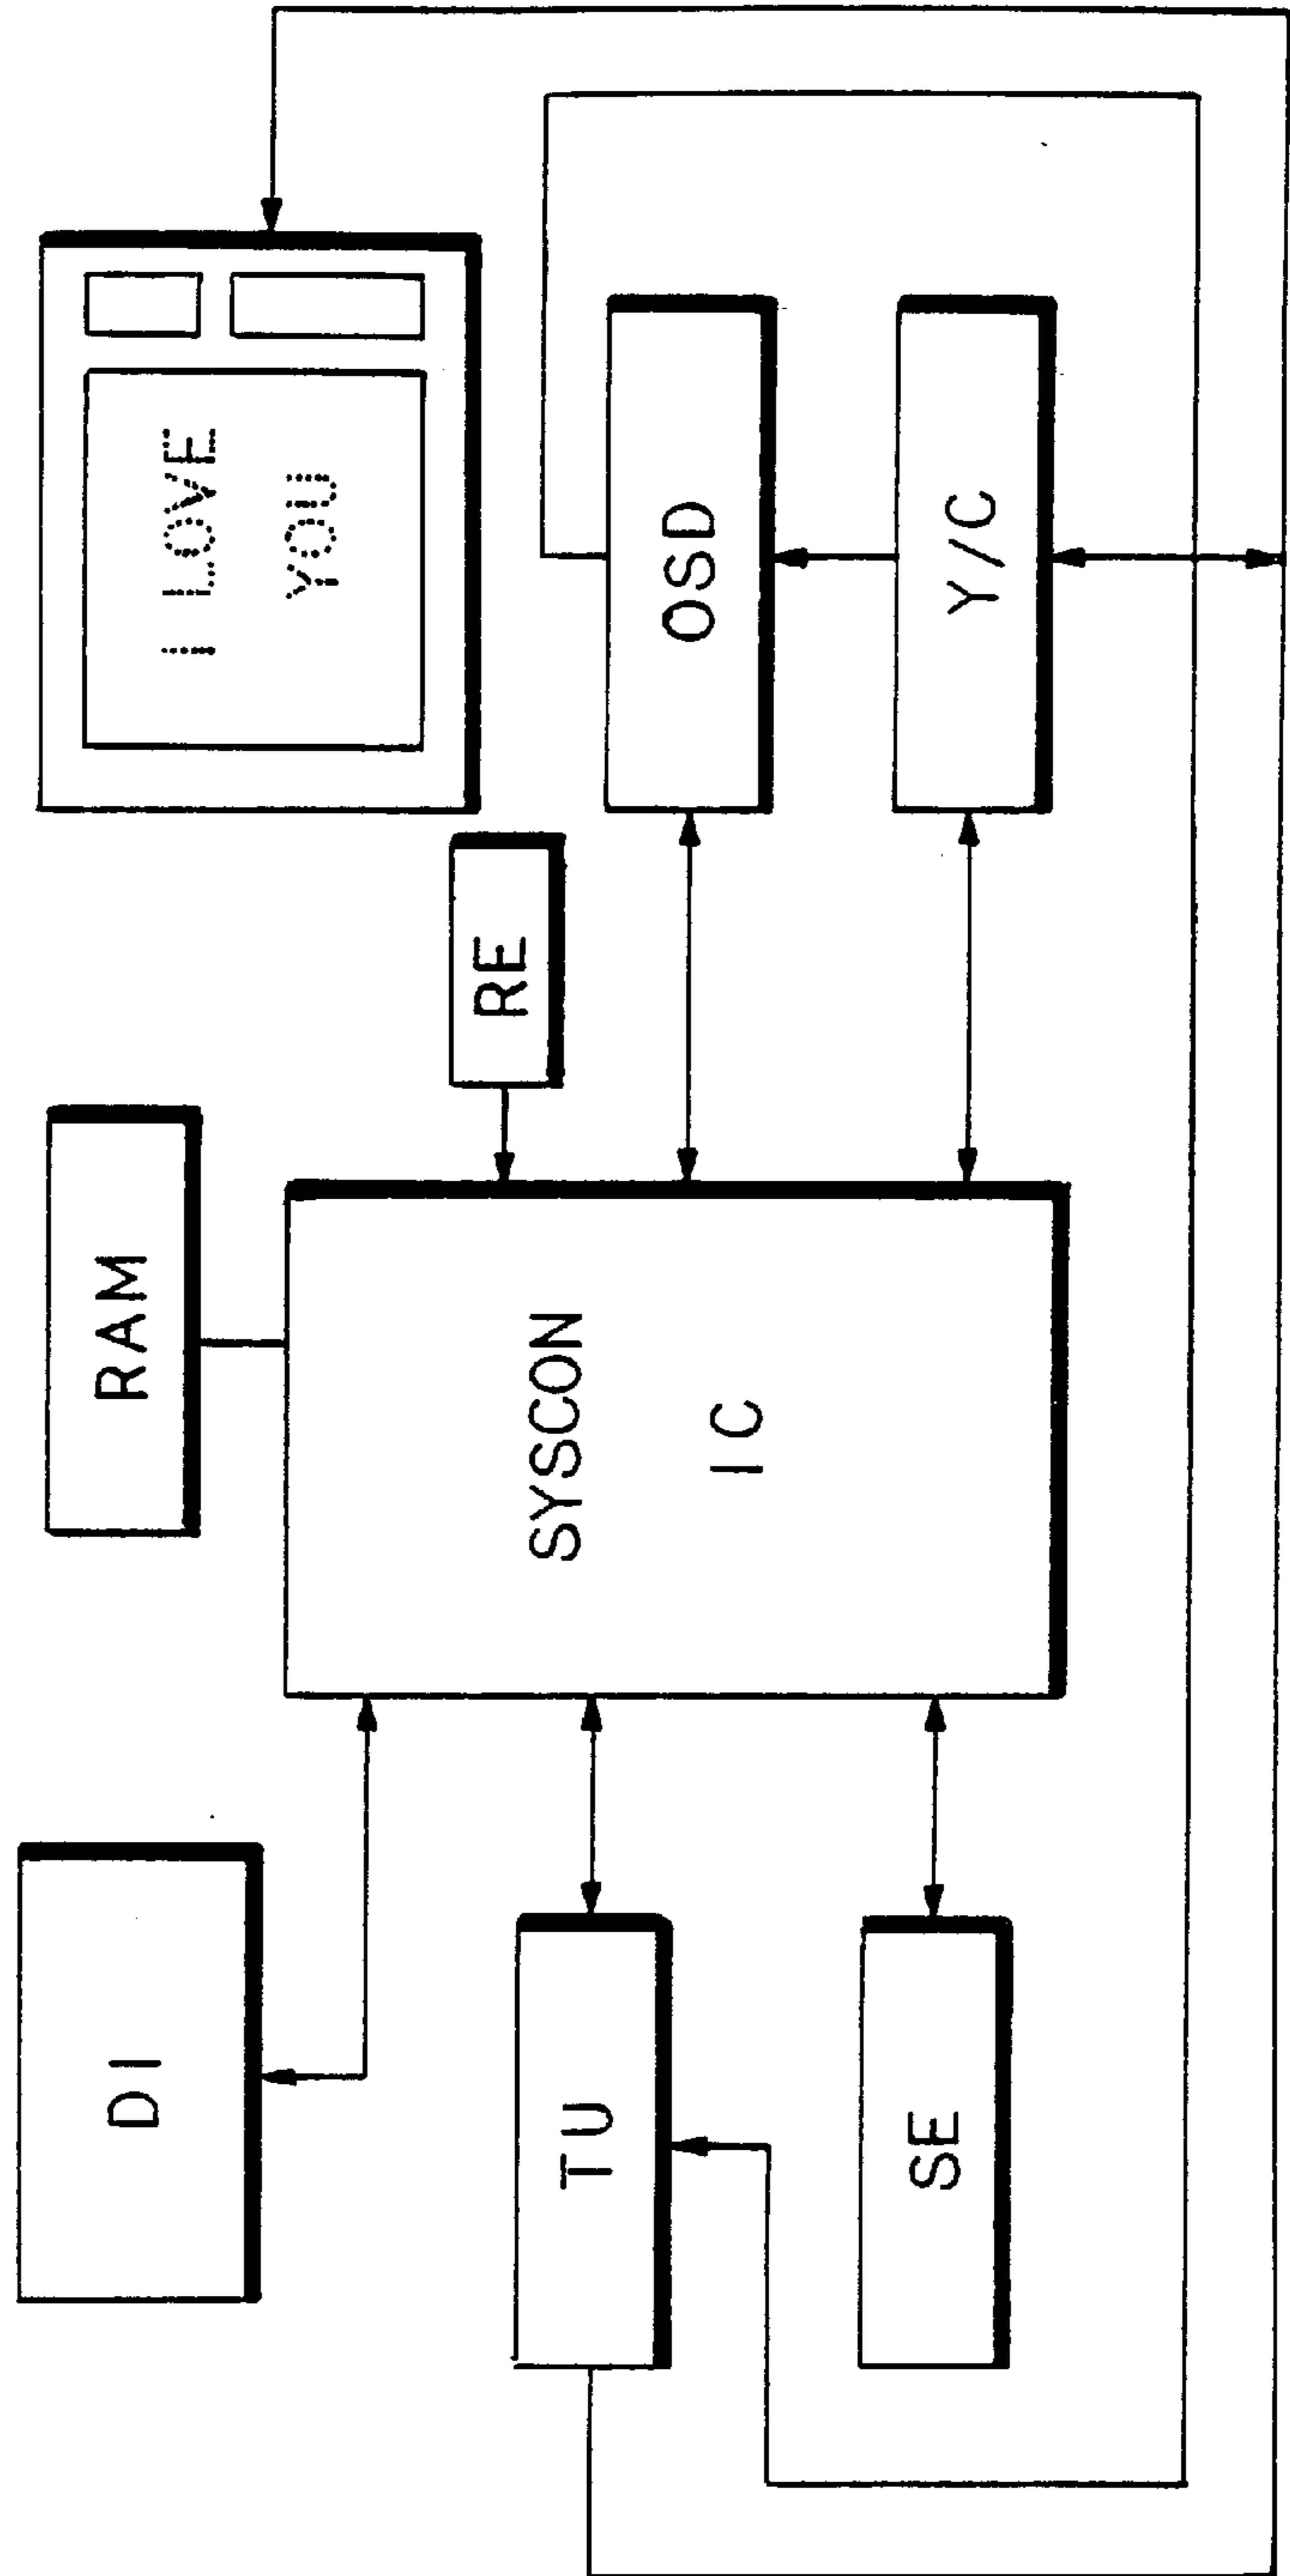 DI
RAM
I LOVE
YOU
RE
TU
SYSCON
IC
OSD
SE
Y/C